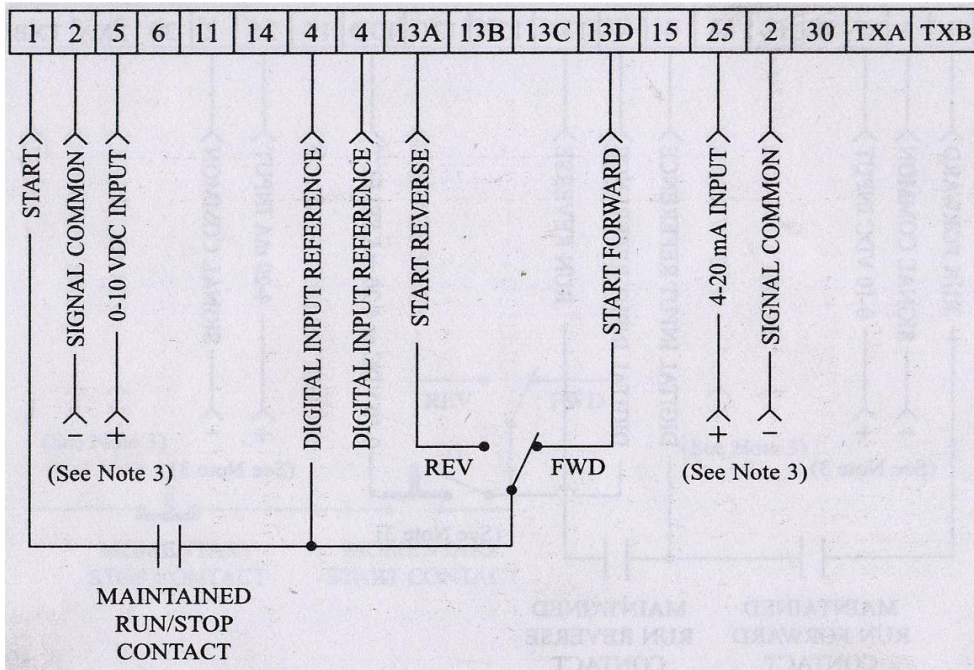 1 2 5 6 11 14 4 4 13A 13B 13C 13D 15 25 2 30 TXA TXB
START
SIGNAL COMMON
0-10 VDC INPUT
DIGITAL INPUT REFERENCE
DIGITAL INPUT REFERENCE
START REVERSE
START FORWARD
4-20 mA INPUT
SIGNAL COMMON
− +
(See Note 3)
REV
FWD
+ −
(See Note 3)
MAINTAINED
RUN/STOP
CONTACT